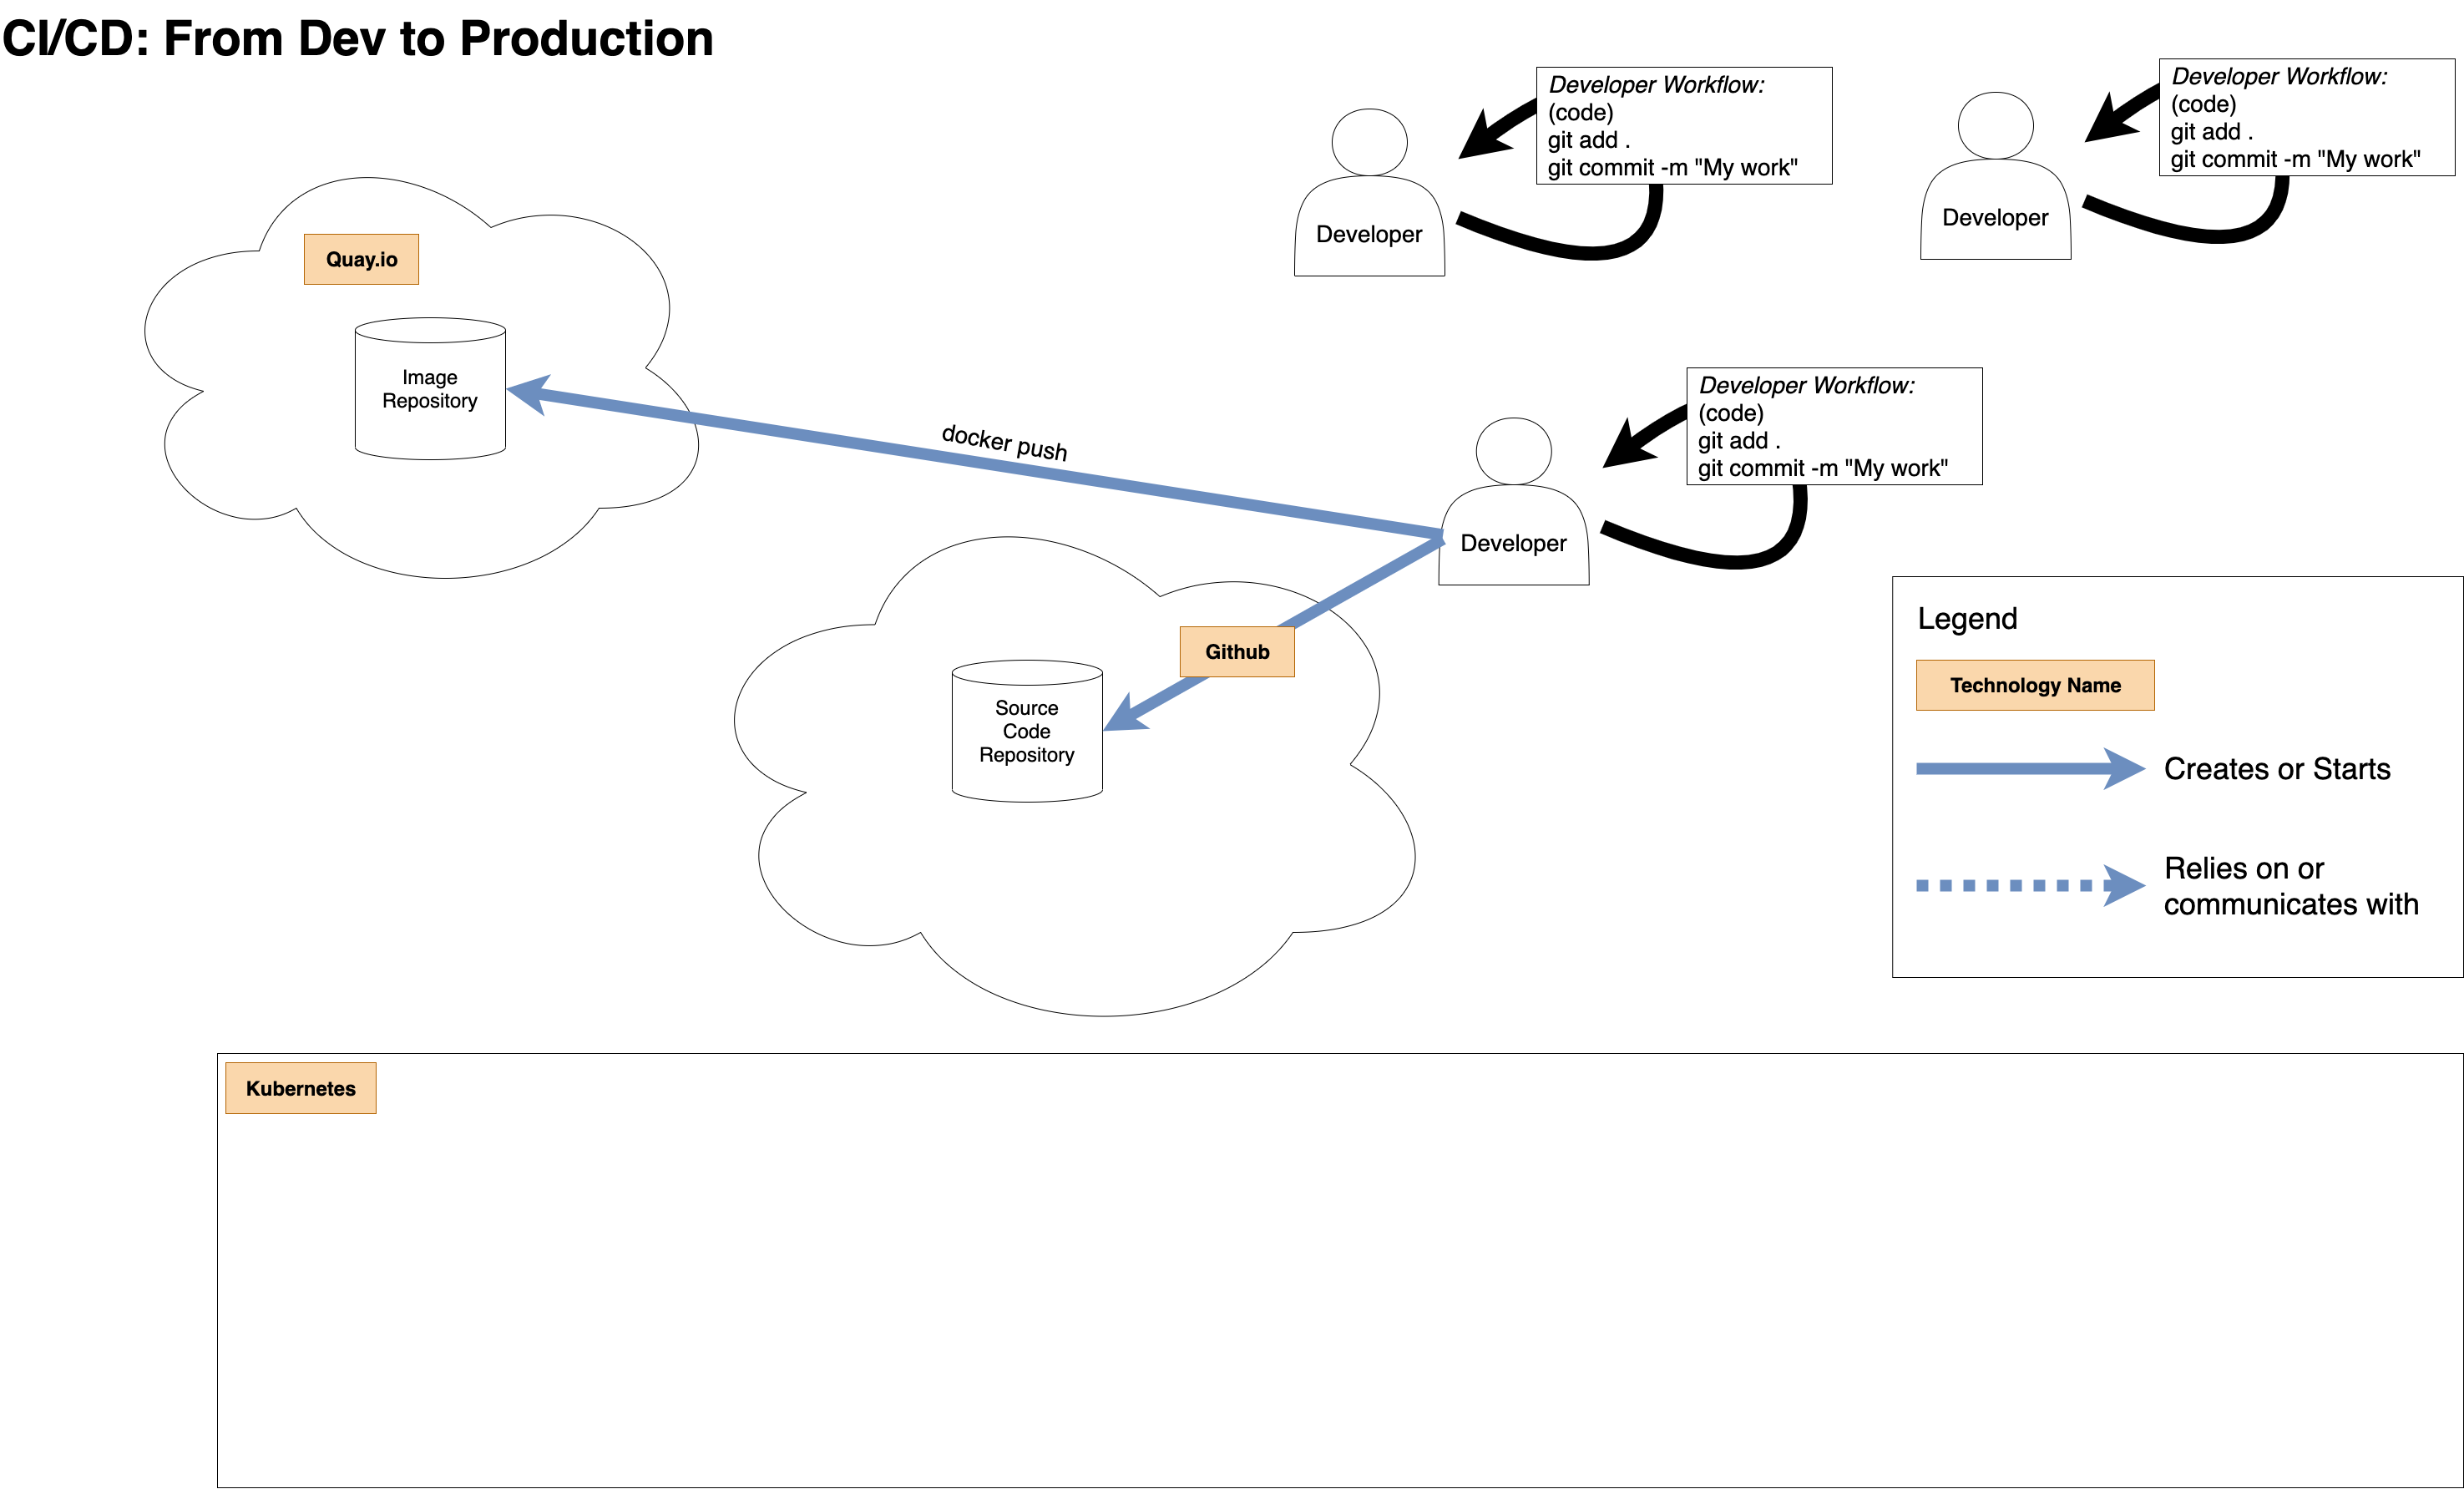 CI/CD: From Dev to Production
Developer Workflow:
(code)
git add .
git commit -m "My work"
Developer
Developer Workflow:
(code)
git add .
git commit -m "My work"
Developer
Quay.io
Image
Repository
docker push
Developer Workflow:
(code)
git add .
git commit -m "My work"
Developer
Github
Source
Code
Repository
Legend
Technology Name
Creates or Starts
Relies on or
communicates with
Kubernetes